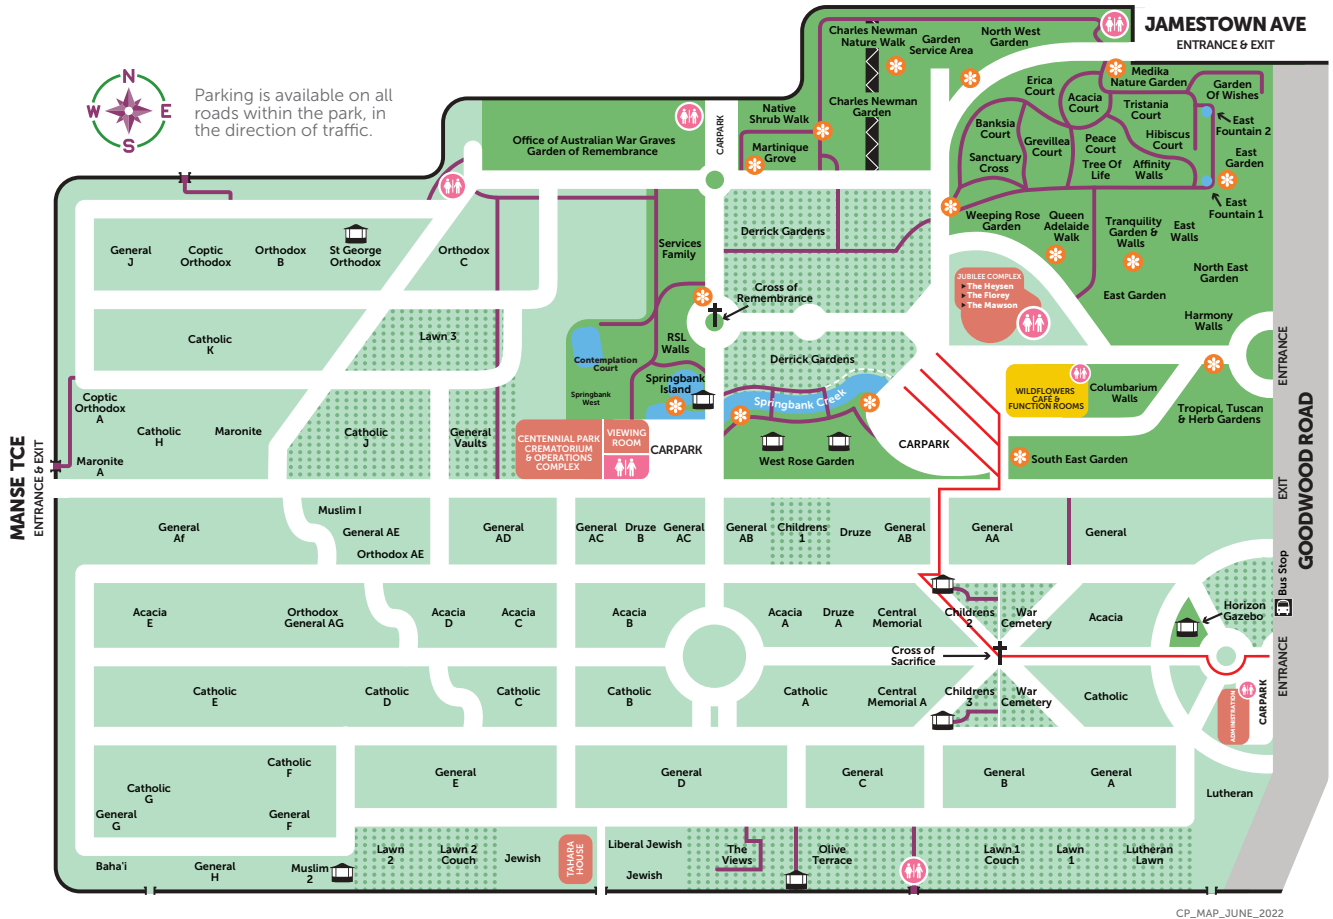 JAMESTOWN AVE
ENTRANCE & EXIT
N
W
E
S
Parking is available on all
roads within the park, in
the direction of traffic.
Charles Newman
Nature Walk
Garden
Service Area
North West
Garden
Charles Newman
Garden
Native
Shrub Walk
Martinique
Grove
CARPARK
Office of Australian War Graves
Garden of Remembrance
Medika
Nature Garden
Erica
Court
Acacia
Court
Tristania
Court
Garden
Of Wishes
East
Fountain 2
Banksia
Court
Grevillea
Court
Peace
Court
Hibiscus
Court
Sanctuary
Cross
Tree Of
Life
Affinity
Walls
East
Garden
East
Fountain 1
Weeping Rose
Garden
Queen
Adelaide
Walk
Tranquility
Garden &
Walls
East
Walls
North East
Garden
East Garden
Harmony
Walls
General
J
Coptic
Orthodox
Orthodox
B
St George
Orthodox
Orthodox
C
Services
Family
Derrick Gardens
Cross of
Remembrance
JUBILEE COMPLEX
The Heysen
The Florey
The Mawson
Catholic
K
Lawn 3
RSL
Walls
Contemplation
Court
Springbank
Island
Springbank
West
Derrick Gardens
Springbank Creek
West Rose Garden
CARPARK
WILDFLOWERS
CAFÉ &
FUNCTION ROOMS
Columbarium
Walls
Tropical, Tuscan
& Herb Gardens
South East Garden
ENTRANCE
EXIT
GOODWOOD ROAD
Bus Stop
ENTRANCE
MANSE TCE
ENTRANCE & EXIT
Coptic
Orthodox
A
Catholic
H
Maronite
Maronite
A
Catholic
J
General
Vaults
CENTENNIAL PARK
CREMATORIUM
& OPERATIONS
COMPLEX
VIEWING
ROOM
CARPARK
General
Af
Muslim I
General AE
Orthodox AE
General
AD
General
AC
Druze
B
General
AC
General
AB
Childrens
1
Druze
General
AB
General
AA
General
Acacia
E
Orthodox
General AG
Acacia
D
Acacia
C
Acacia
B
Acacia
A
Druze
A
Central
Memorial
Childrens
2
War
Cemetery
Acacia
Horizon
Gazebo
Cross of
Sacrifice
Catholic
E
Catholic
D
Catholic
C
Catholic
B
Catholic
A
Central
Memorial A
Childrens
3
War
Cemetery
Catholic
ADMINISTRATION
CARPARK
Catholic
F
Catholic
G
General
G
General
F
General
E
General
D
General
C
General
B
General
A
Lutheran
Baha'i
General
H
Muslim
2
Lawn
2
Lawn 2
Couch
Jewish
TAHARA
HOUSE
Liberal Jewish
Jewish
The
Views
Olive
Terrace
Lawn 1
Couch
Lawn
1
Lutheran
Lawn
CP_MAP_JUNE_2022